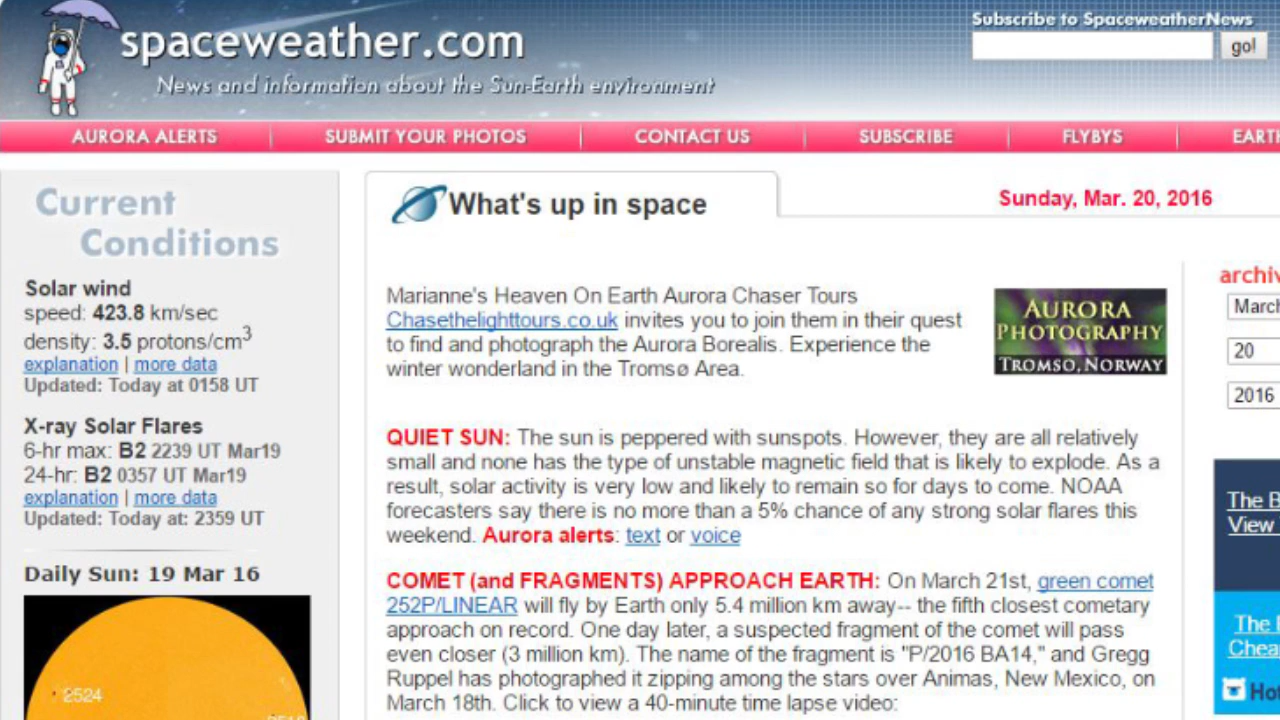 spaceweather.com
News and information about the Sun-Earth environment
Subscribe to SpaceweatherNews
go!
AURORA ALERTS
SUBMIT YOUR PHOTOS
CONTACT US
SUBSCRIBE
FLYBYS
Current
Conditions
Solar wind
speed: 423.8 km/sec
density: 3.5 protons/cm3
explanation | more data
Updated: Today at 0158 UT
X-ray Solar Flares
6-hr max: B2 2239 UT Mar19
24-hr: B2 0357 UT Mar19
explanation | more data
Updated: Today at: 2359 UT
Daily Sun: 19 Mar 16
2524
What's up in space
Sunday, Mar. 20, 2016
Marianne's Heaven On Earth Aurora Chaser Tours
Chasethelighttours.co.uk invites you to join them in their quest
to find and photograph the Aurora Borealis. Experience the
winter wonderland in the Tromsø Area.
AURORA
PHOTOGRAPHY
TROMSO, NORWAY
QUIET SUN: The sun is peppered with sunspots. However, they are all relatively
small and none has the type of unstable magnetic field that is likely to explode. As a
result, solar activity is very low and likely to remain so for days to come. NOAA
forecasters say there is no more than a 5% chance of any strong solar flares this
weekend. Aurora alerts: text or voice
COMET (and FRAGMENTS) APPROACH EARTH: On March 21st, green comet
252P/LINEAR will fly by Earth only 5.4 million km away-- the fifth closest cometary
approach on record. One day later, a suspected fragment of the comet will pass
even closer (3 million km). The name of the fragment is "P/2016 BA14," and Gregg
Ruppel has photographed it zipping among the stars over Animas, New Mexico, on
March 18th. Click to view a 40-minute time lapse video:
March
20
2016
The B
View
The